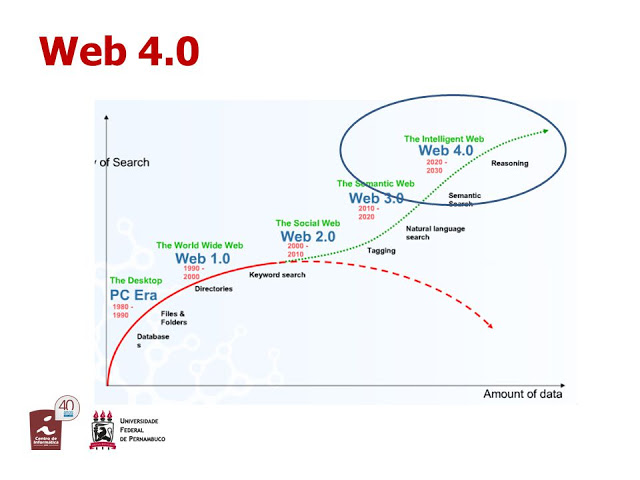 Web 4.0
The Intelligent Web
Web 4.0
2020 -
2030
Reasoning
y of Search
The Semantic Web
Web 3.0
2010 -
2020
Semantic
Search
The Social Web
Web 2.0
2000 -
2010
Natural language
search
The World Wide Web
Web 1.0
1990 -
2000
Tagging
Keyword search
The Desktop
PC Era
1980 -
1990
Directories
Files &
Folders
Database
s
Amount of data
40
Centro de
Informática
UNIVERSIDADE
FEDERAL
DE PERNAMBUCO